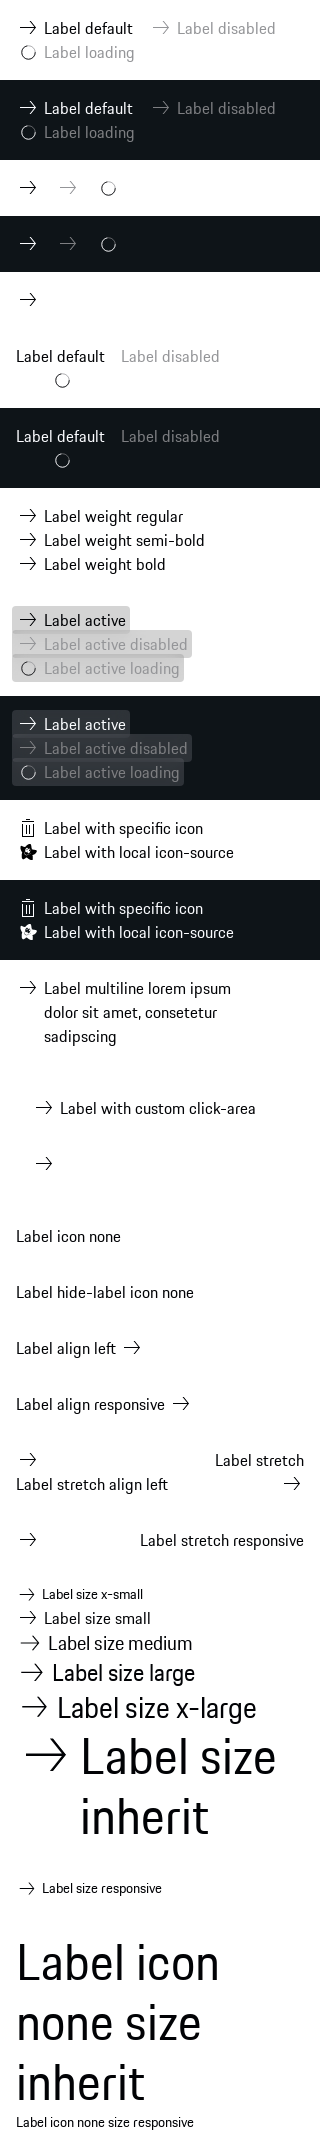 Label default Label disabled
Label loading
Label default Label disabled
Label loading
Label default Label disabled
Label default Label disabled
Label weight regular
Label weight semi-bold
Label weight bold
Label active
Label active disabled
Label active loading
Label active
Label active disabled
Label active loading
Label with specific icon
Label with local icon-source
Label with specific icon
Label with local icon-source
Label multiline lorem ipsum
dolor sit amet, consetetur
sadipscing
Label with custom click-area
Label icon none
Label hide-label icon none
Label align left
Label align responsive
Label stretch
Label stretch align left
Label stretch responsive
Label size x-small
Label size small
Label size medium
Label size large
Label size x-large
Label size
inherit
Label size responsive
Label icon
none size
inherit
Label icon none size responsive